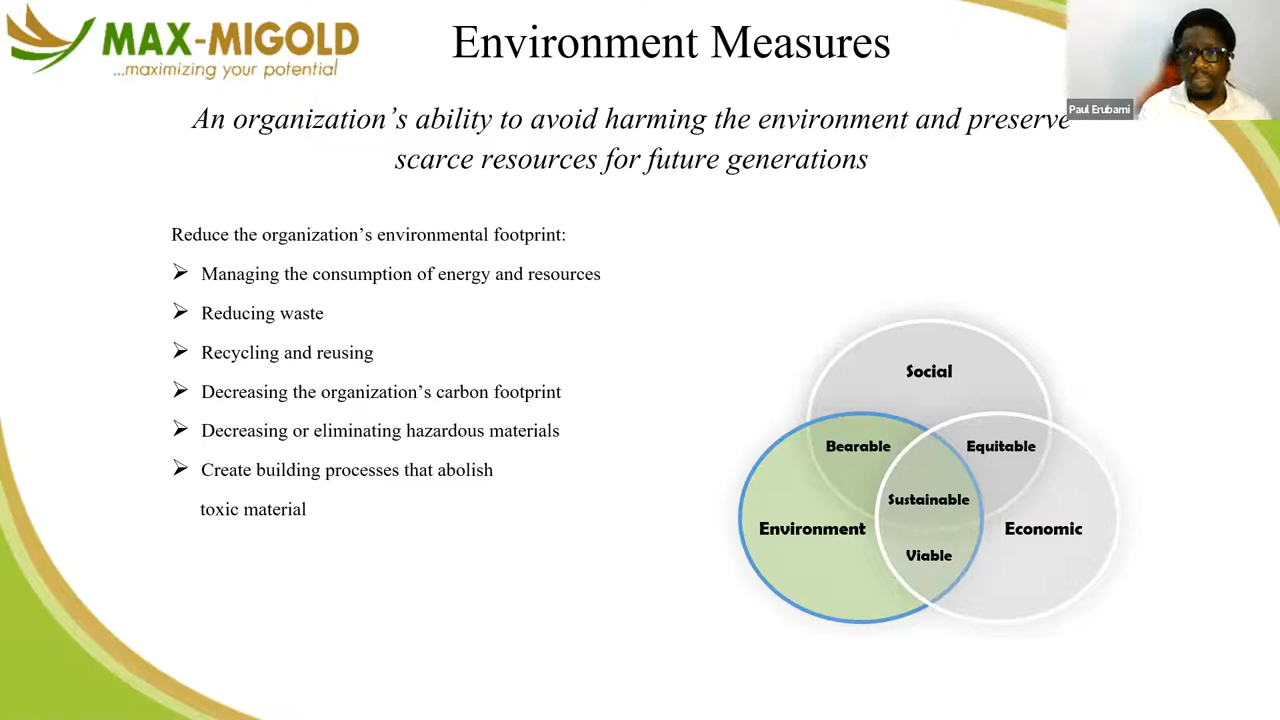 MAX-MIGOLD
...maximizing your potential
Environment Measures
Paul Erubami
An organization’s ability to avoid harming the environment and preserve
scarce resources for future generations
Reduce the organization’s environmental footprint:
Managing the consumption of energy and resources
Reducing waste
Recycling and reusing
Decreasing the organization’s carbon footprint
Decreasing or eliminating hazardous materials
Create building processes that abolish
toxic material
Social
Bearable
Equitable
Sustainable
Environment
Economic
Viable